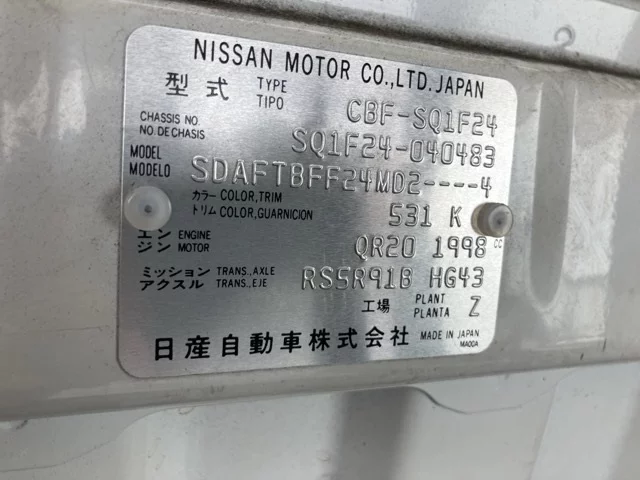 NISSAN MOTOR CO.,LTD.JAPAN
型式 TYPE TIPO CBF-SQ1F24
CHASSIS NO. NO.DE CHASIS SQ1F24-040483
MODEL MODELO SDAFTBFF24MD2----4
カラー COLOR,TRIM トリム COLOR,GUARNICION 531 K
エンジン ENGINE MOTOR QR20 1998 CC
ミッション アクスル TRANS.,AXLE TRANS.,EJE RS5R91B HG43
工場 PLANT PLANTA Z
日産自動車株式会社 MADE IN JAPAN
MA00A